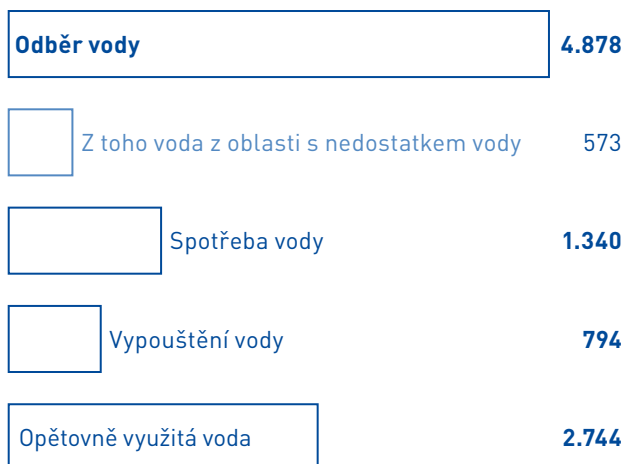 Odběr vody 4.878
Z toho voda z oblasti s nedostatkem vody 573
Spotřeba vody 1.340
Vypouštění vody 794
Opětovně využitá voda 2.744